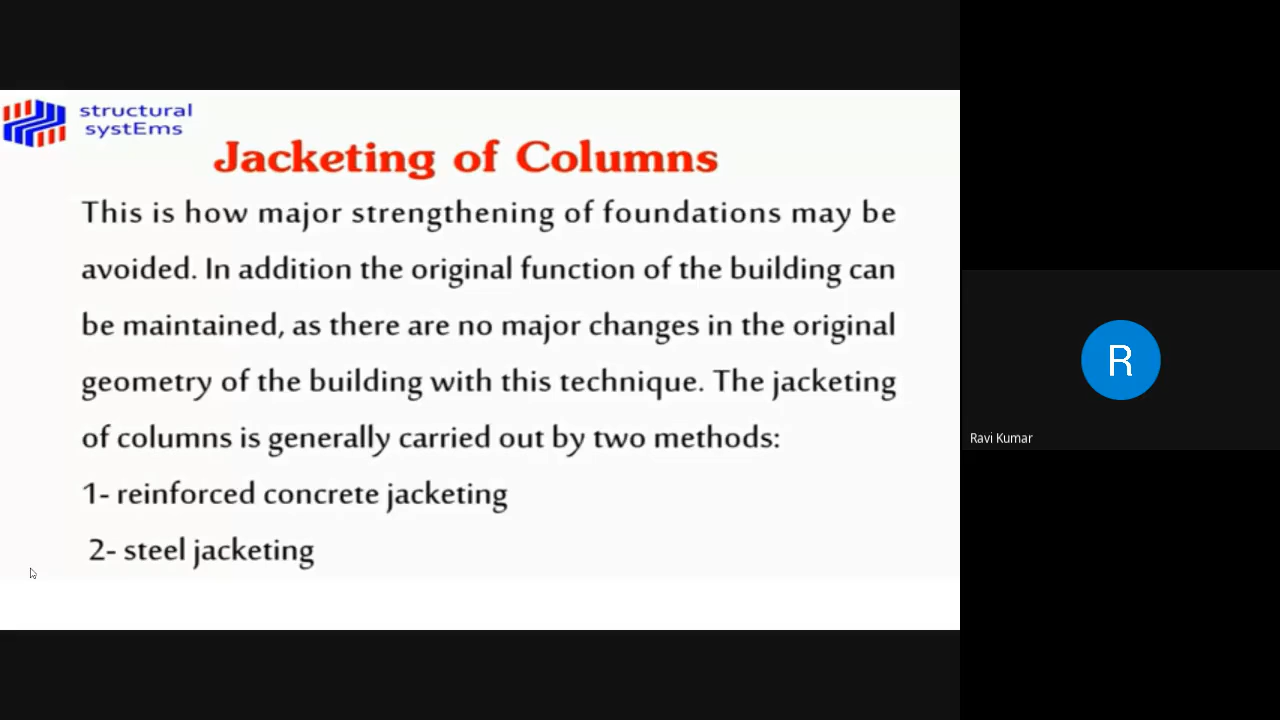 structural
systEms
Jacketing of Columns
This is how major strengthening of foundations may be
avoided. In addition the original function of the building can
be maintained, as there are no major changes in the original
geometry of the building with this technique. The jacketing
of columns is generally carried out by two methods:
1- reinforced concrete jacketing
2- steel jacketing
R
Ravi Kumar